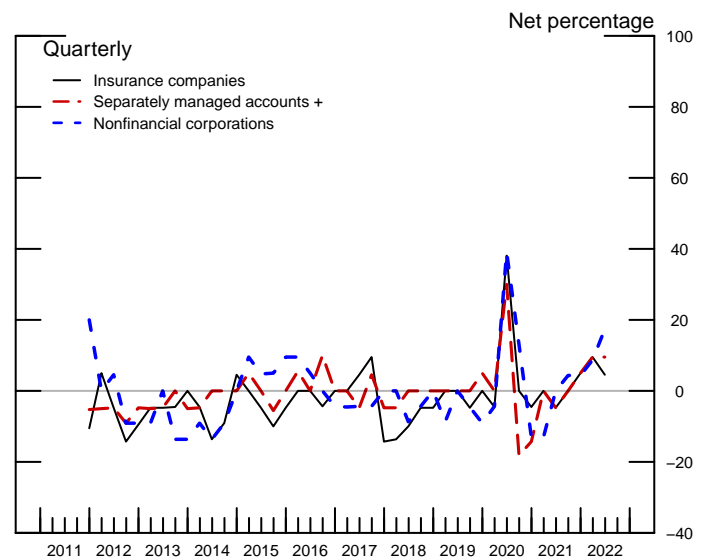 Net percentage
Quarterly
Insurance companies
Separately managed accounts +
Nonfinancial corporations
100
80
60
40
20
0
−20
−40
2011 2012 2013 2014 2015 2016 2017 2018 2019 2020 2021 2022